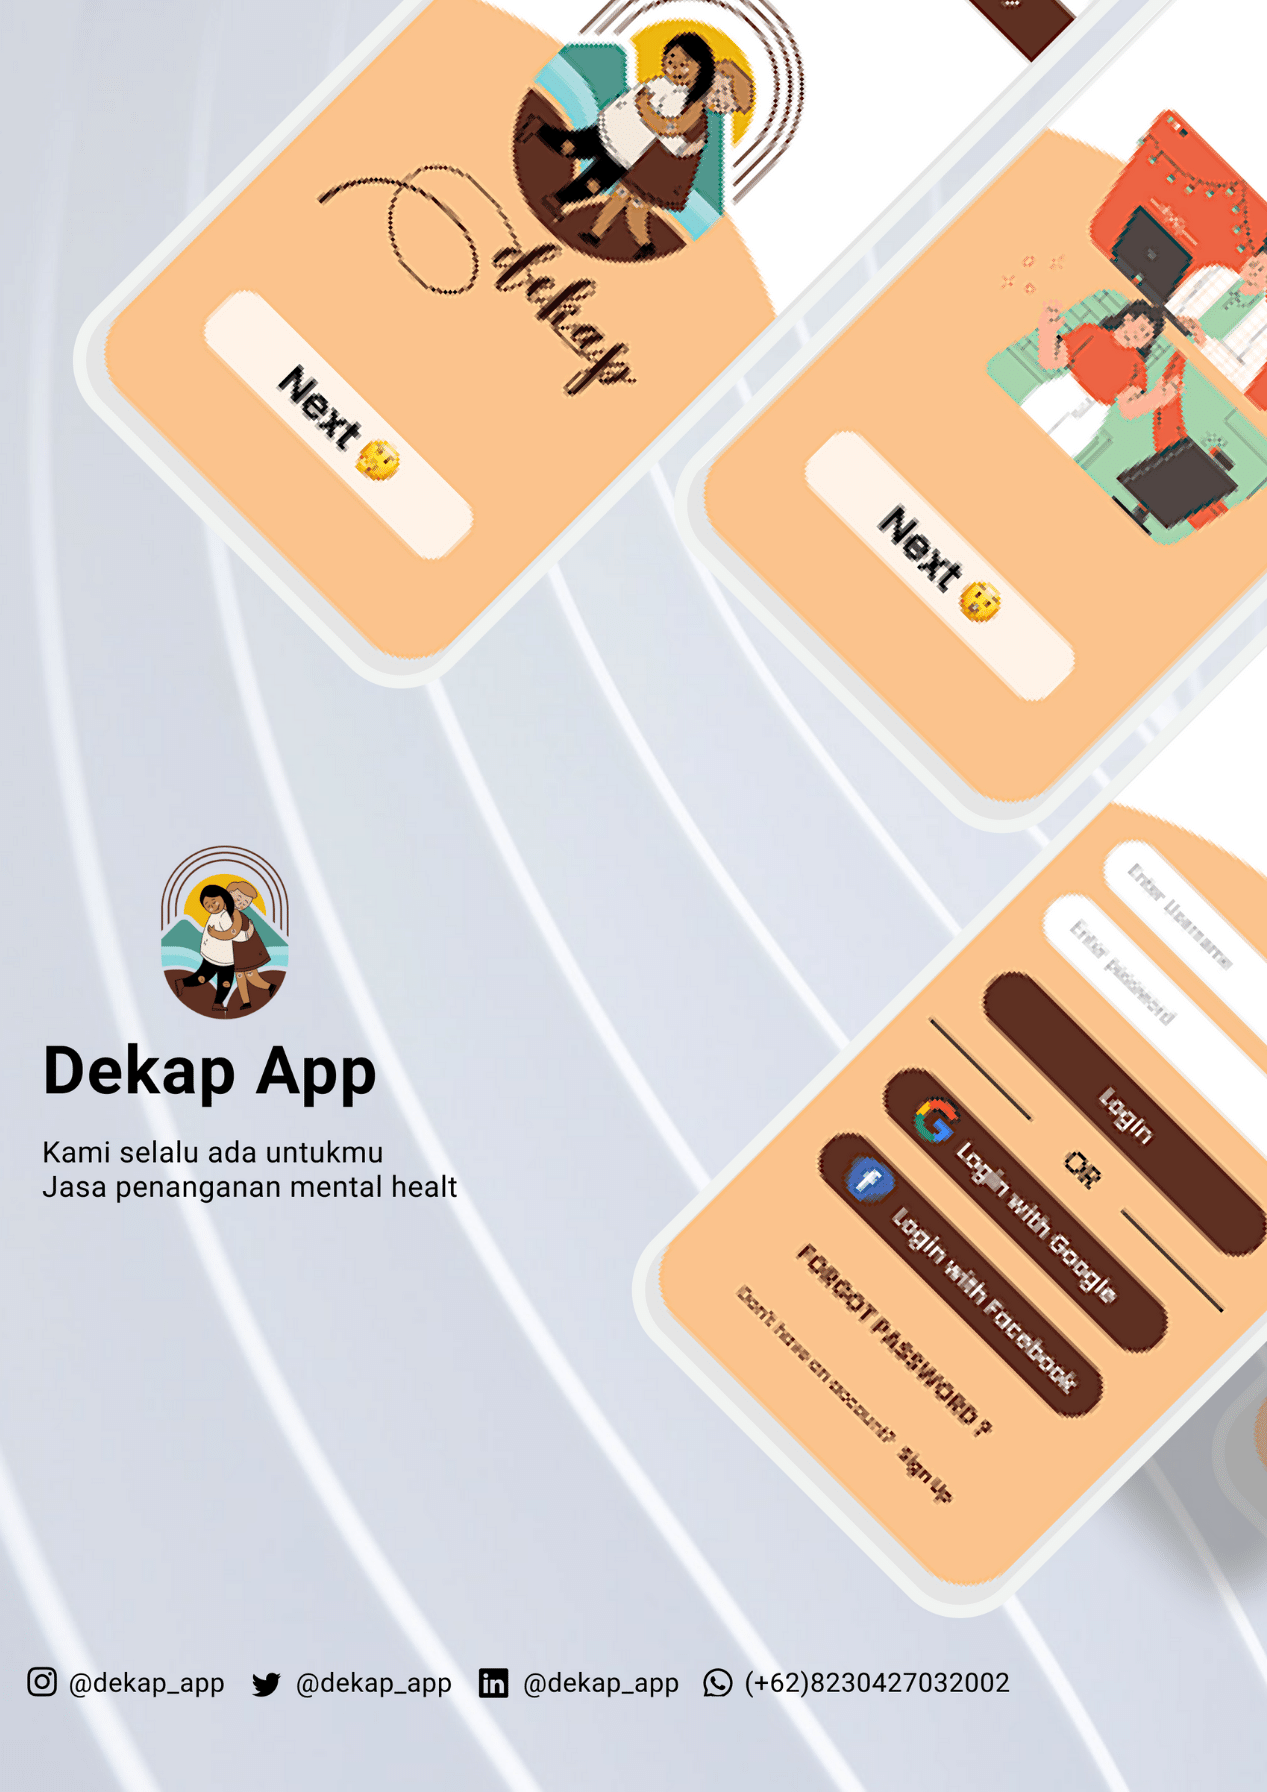 dekap
Next
Next
Enter Username
Enter password
Login
OR
Login with Google
Login with Facebook
FORGOT PASSWORD ?
Don't have an account? Sign Up
Dekap App
Kami selalu ada untukmu
Jasa penanganan mental healt
@dekap_app @dekap_app @dekap_app (+62)8230427032002